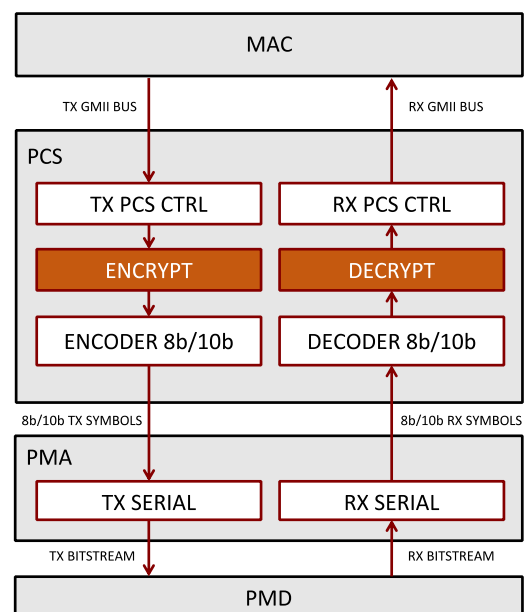 MAC
TX GMII BUS
RX GMII BUS
PCS
TX PCS CTRL
RX PCS CTRL
ENCRYPT
DECRYPT
ENCODER 8b/10b
DECODER 8b/10b
8b/10b TX SYMBOLS
8b/10b RX SYMBOLS
PMA
TX SERIAL
RX SERIAL
TX BITSTREAM
RX BITSTREAM
PMD